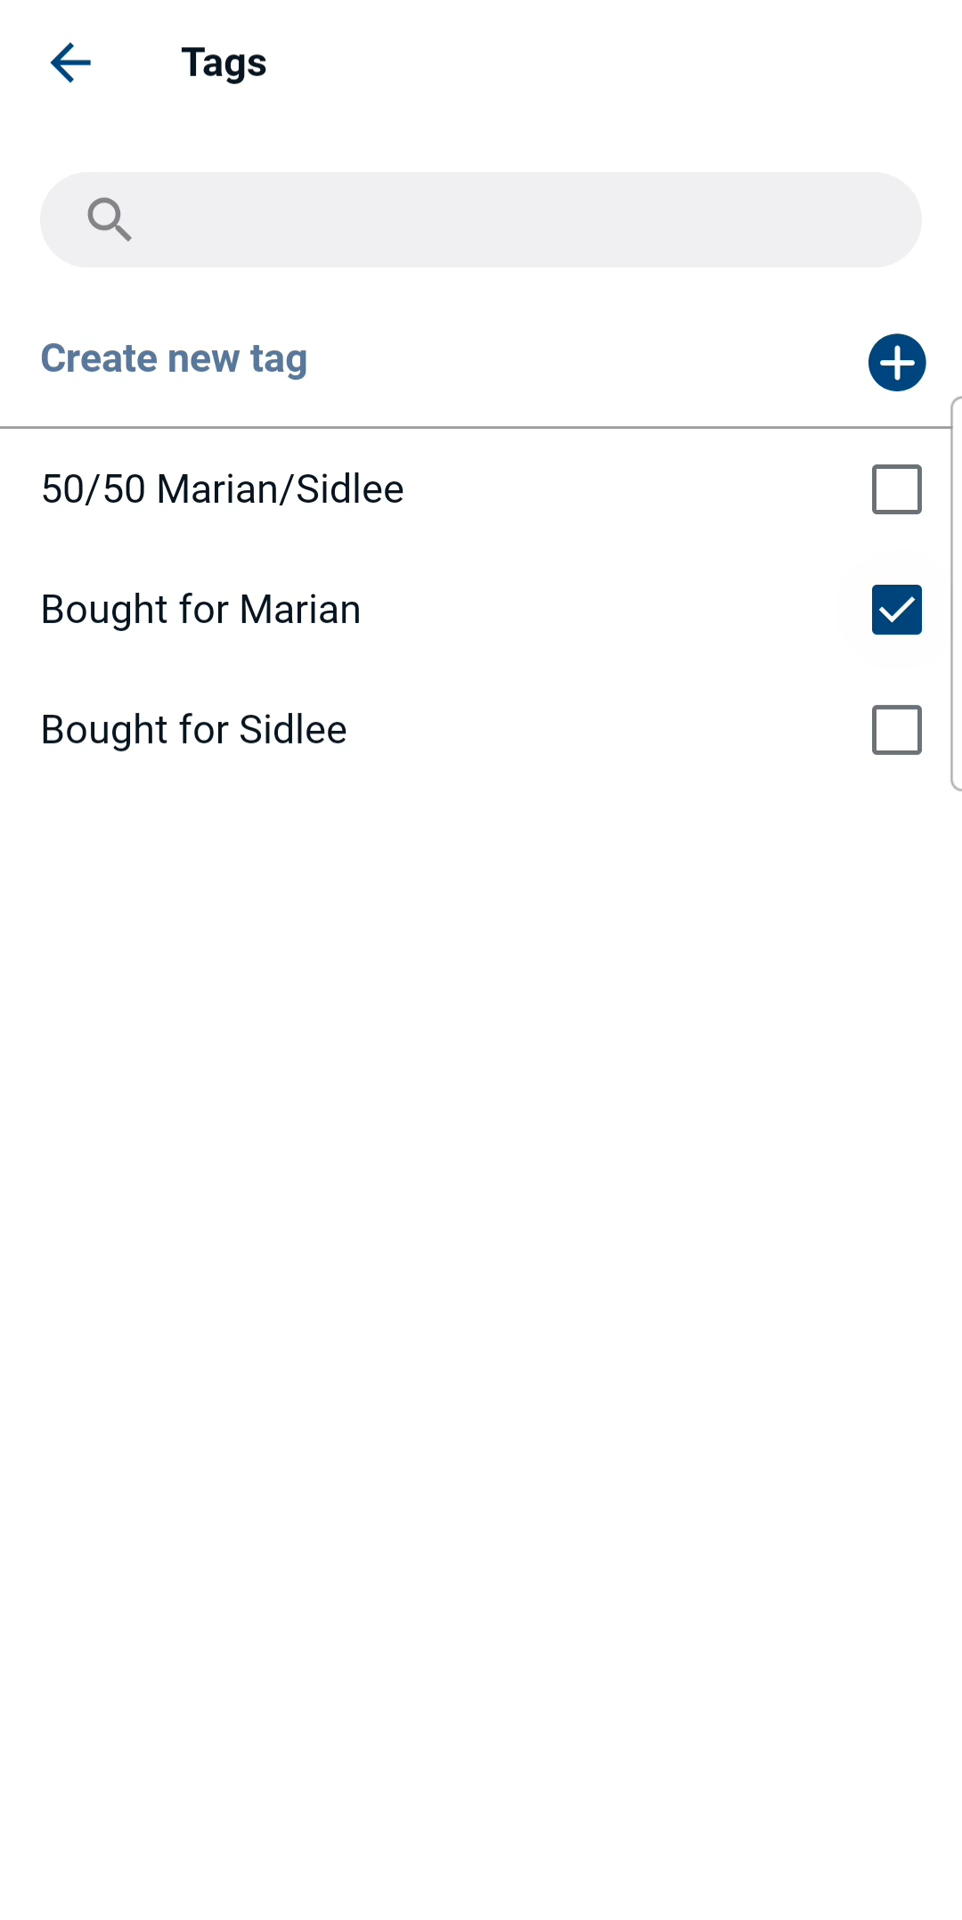 Tags
Create new tag
50/50 Marian/Sidlee
Bought for Marian
Bought for Sidlee